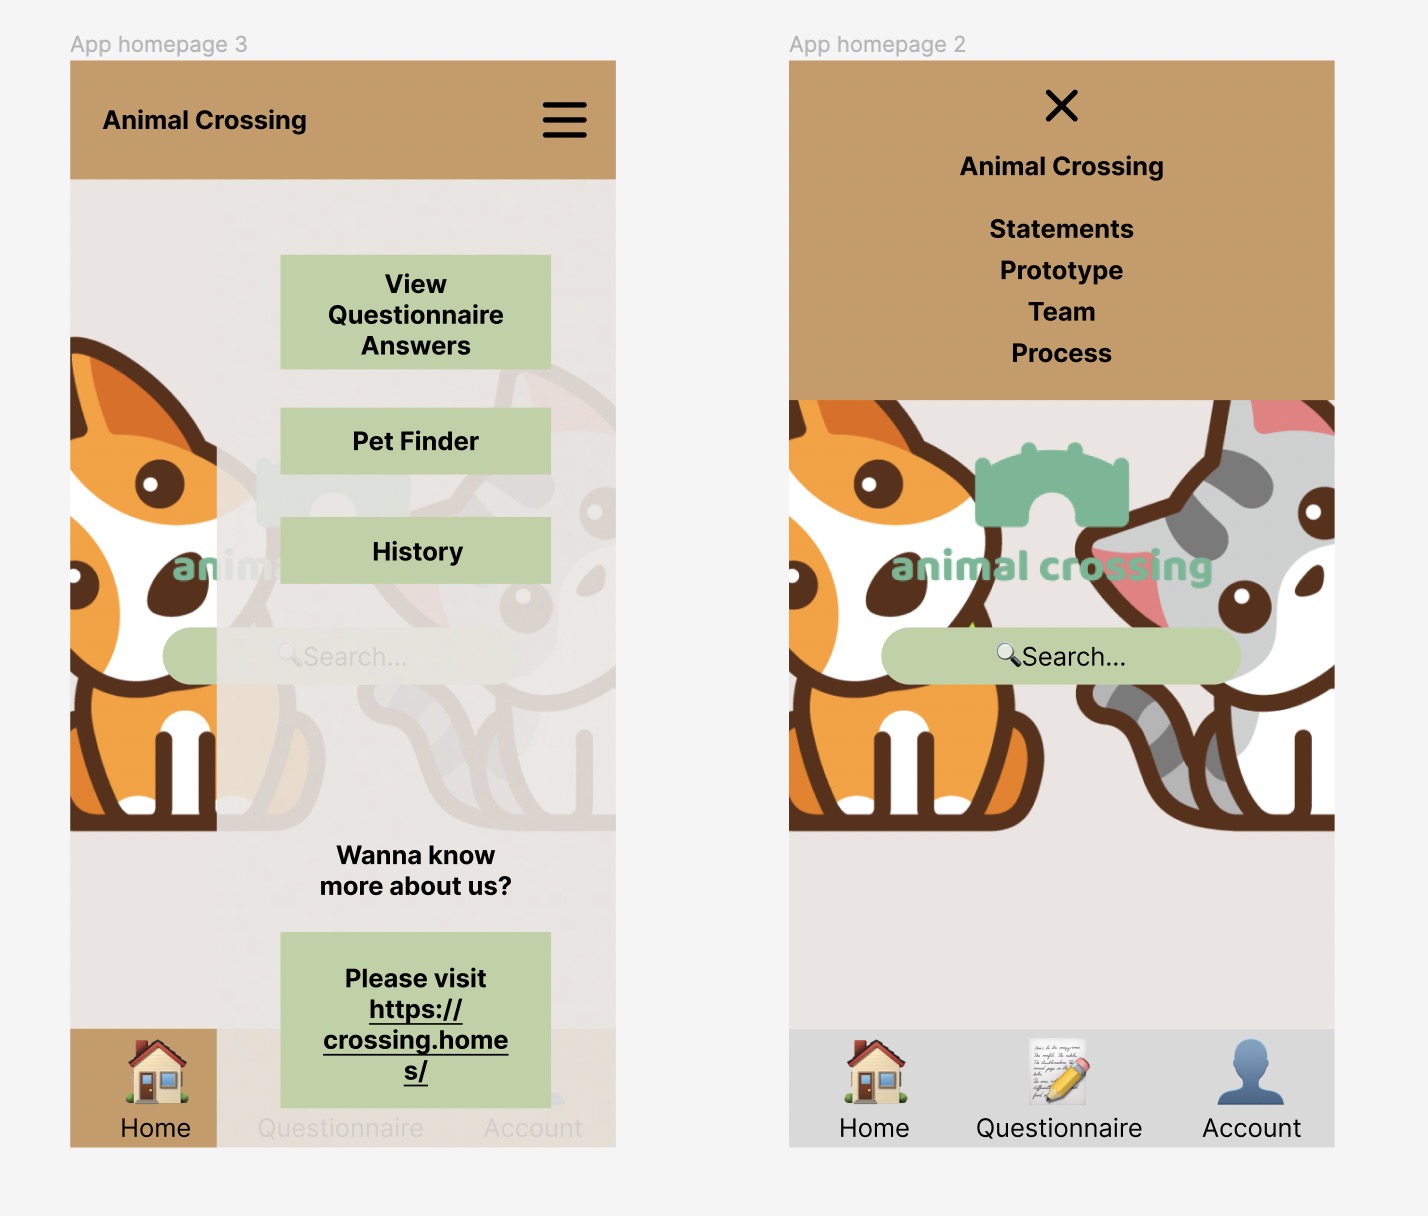 App homepage 3
Animal Crossing
View
Questionnaire
Answers
Pet Finder
History
anima
Search...
Wanna know
more about us?
Please visit
https://
crossing.home
s/
Home
Questionnaire
Account
App homepage 2
Animal Crossing
Statements
Prototype
Team
Process
animal crossing
Search...
Home
Questionnaire
Account